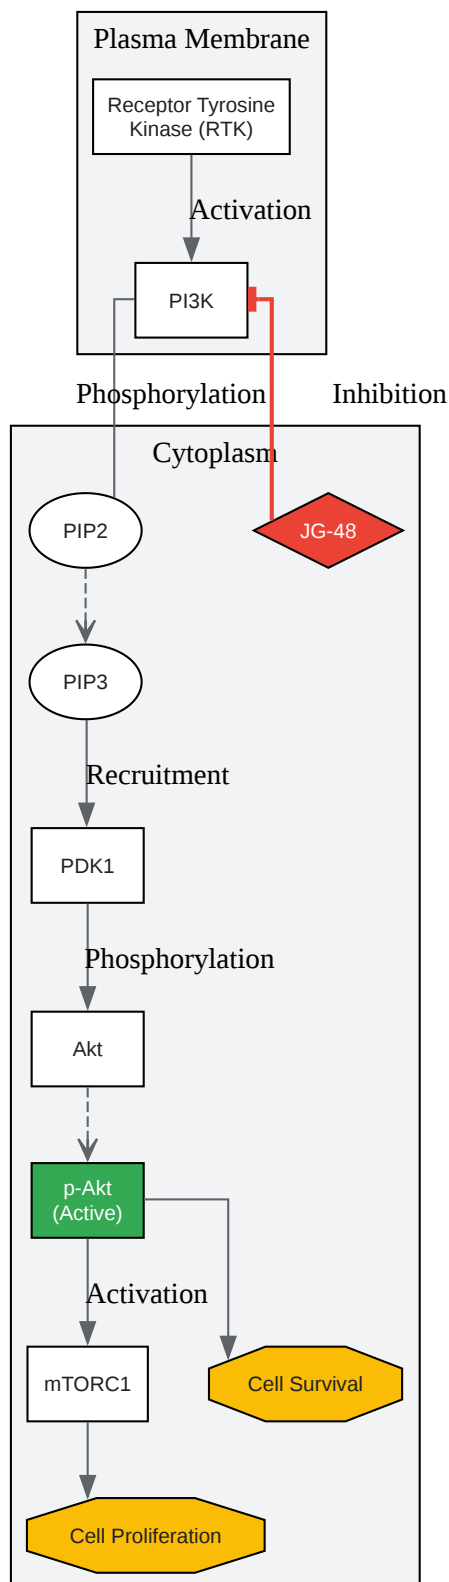 Plasma Membrane
Receptor Tyrosine
Kinase (RTK)
Activation
PI3K
Phosphorylation
Inhibition
Cytoplasm
PIP2
JG-48
PIP3
Recruitment
PDK1
Phosphorylation
Akt
p-Akt
(Active)
Activation
mTORC1
Cell Survival
Cell Proliferation